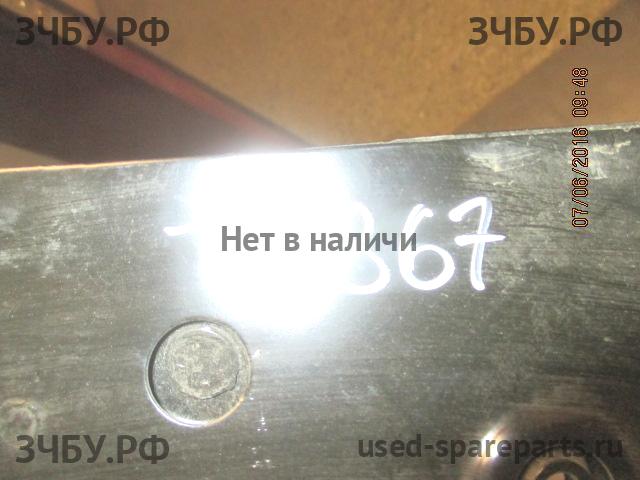 ЗЧБУ.РФ ЗЧБУ.РФ
07/06/2016 09:48
Нет в наличи
367
ЗЧБУ.РФ used-spareparts.ru